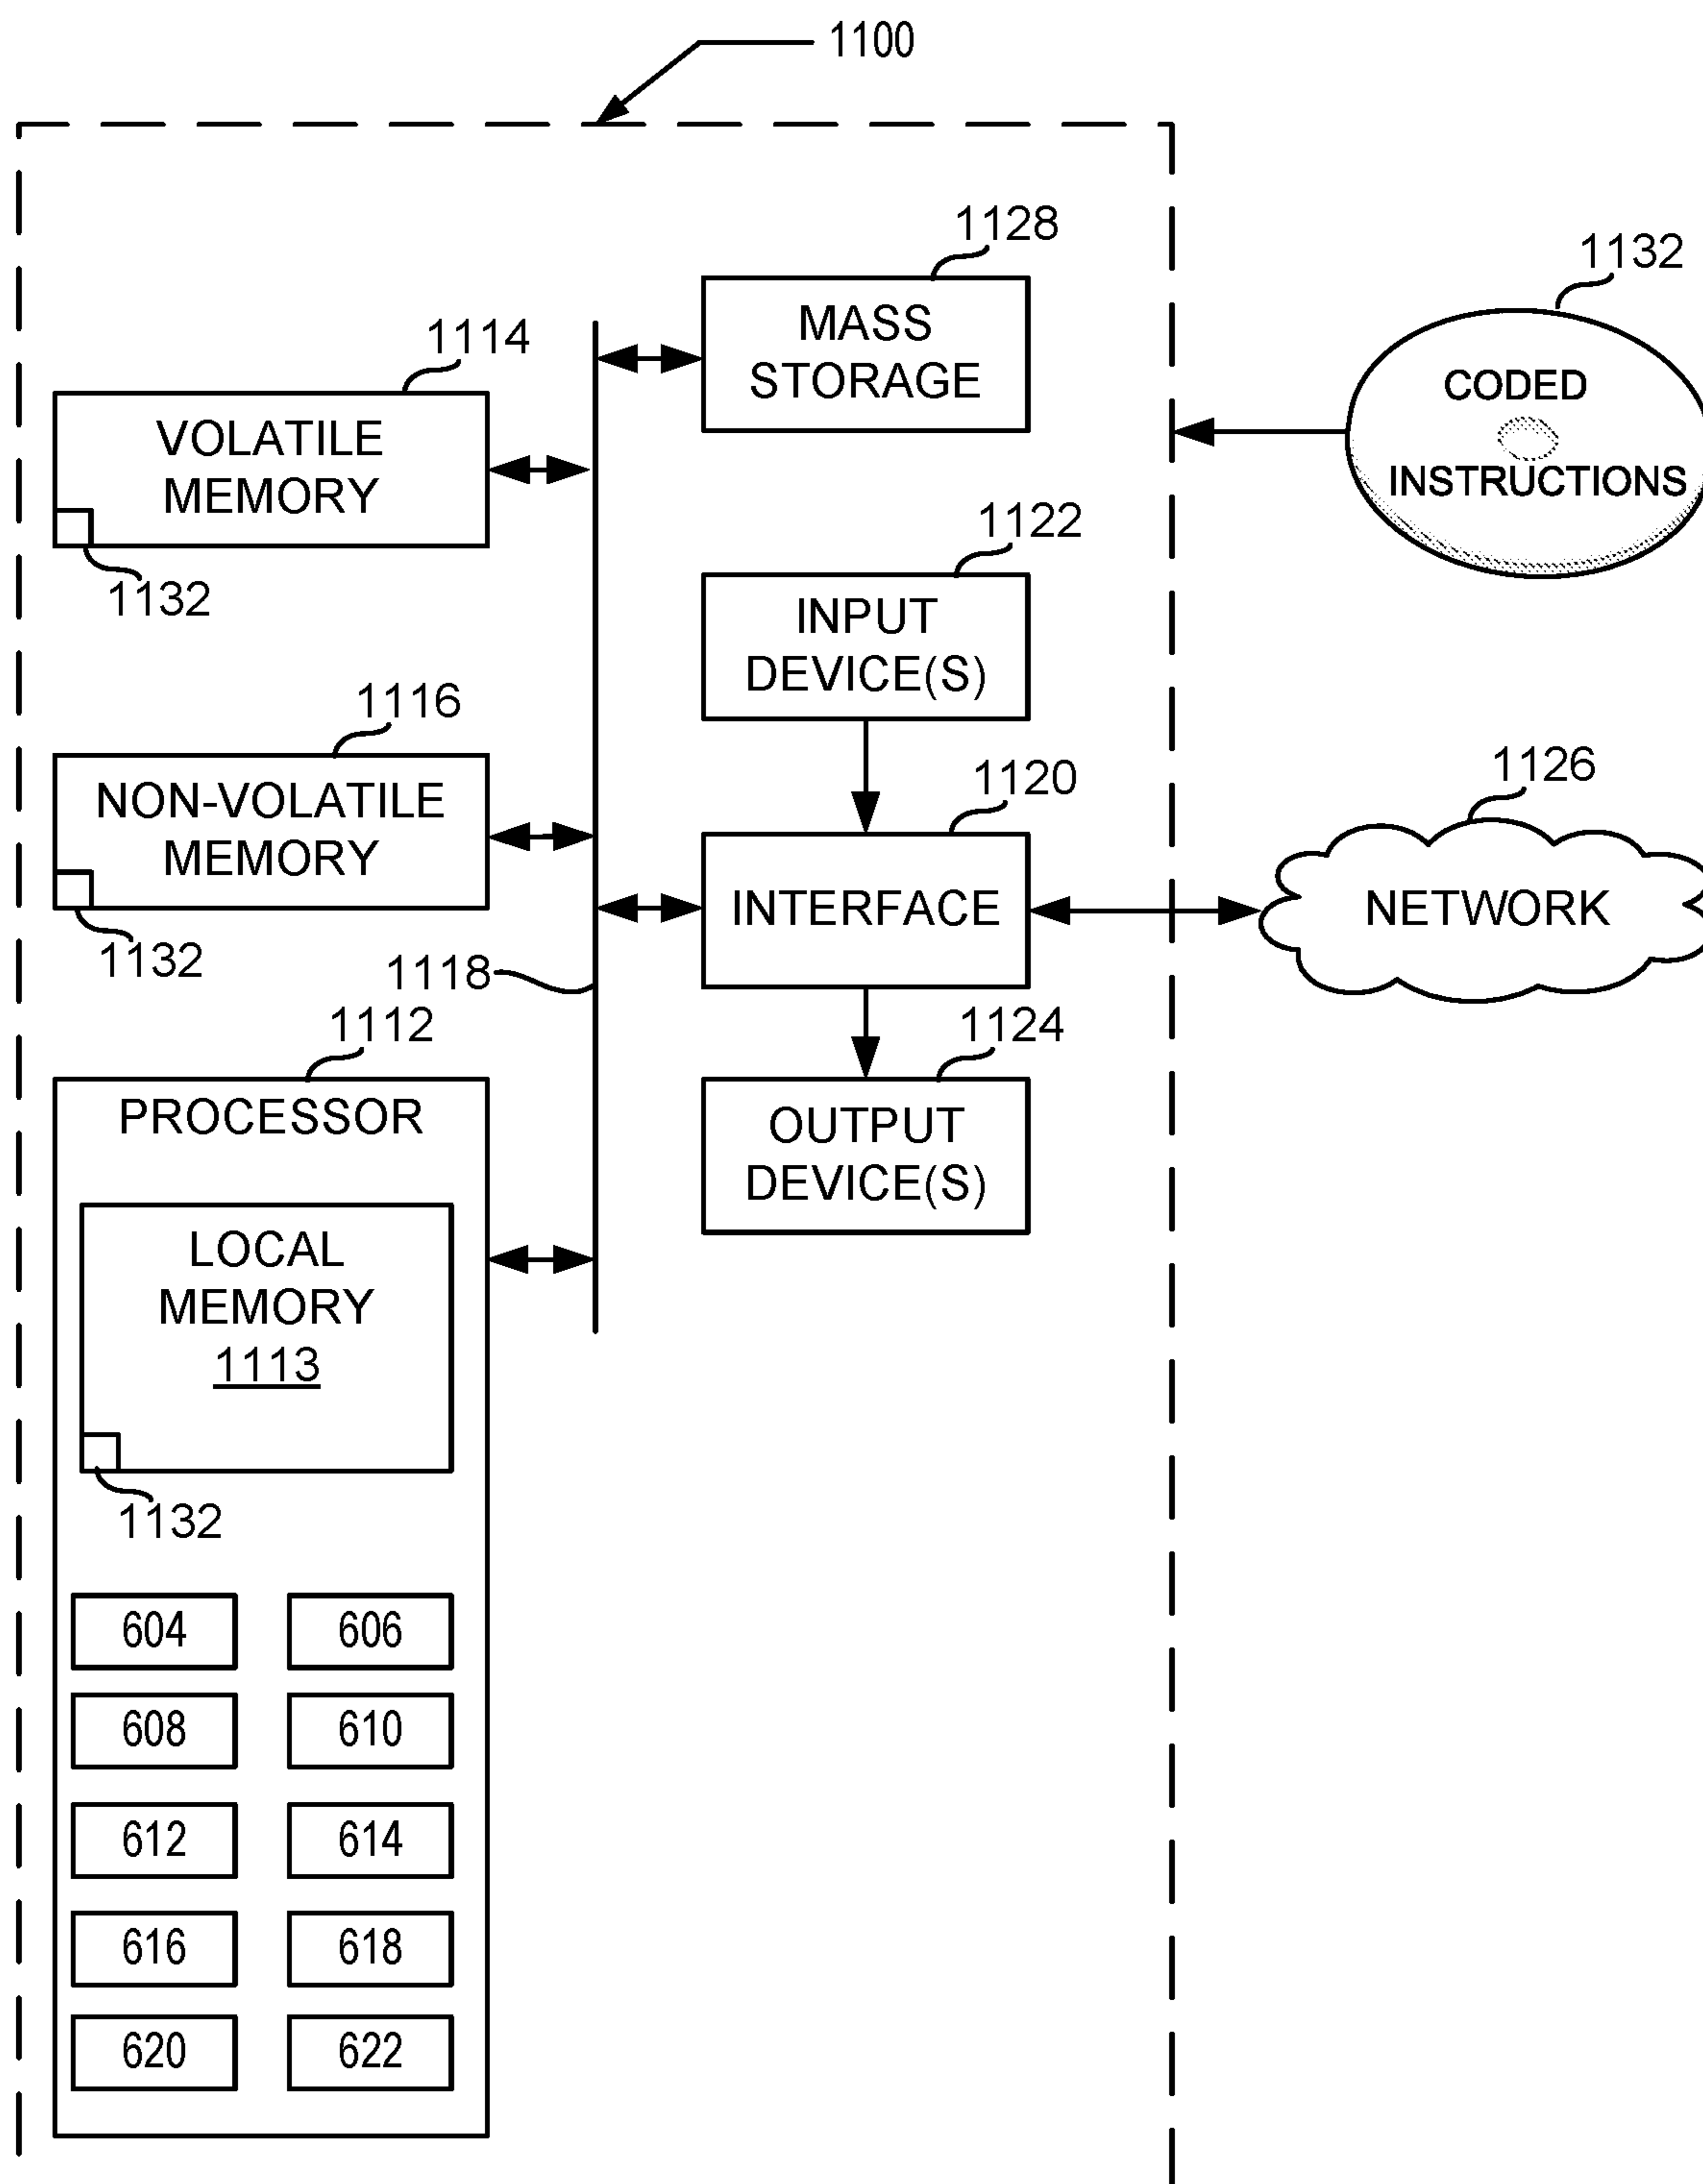 1100
1128
MASS
STORAGE
1132
CODED
INSTRUCTIONS
1114
VOLATILE
MEMORY
1132
1122
INPUT
DEVICE(S)
1116
NON-VOLATILE
MEMORY
1132
1120
INTERFACE
1126
NETWORK
1118
1112
PROCESSOR
1124
OUTPUT
DEVICE(S)
LOCAL
MEMORY
1113
1132
604
606
608
610
612
614
616
618
620
622